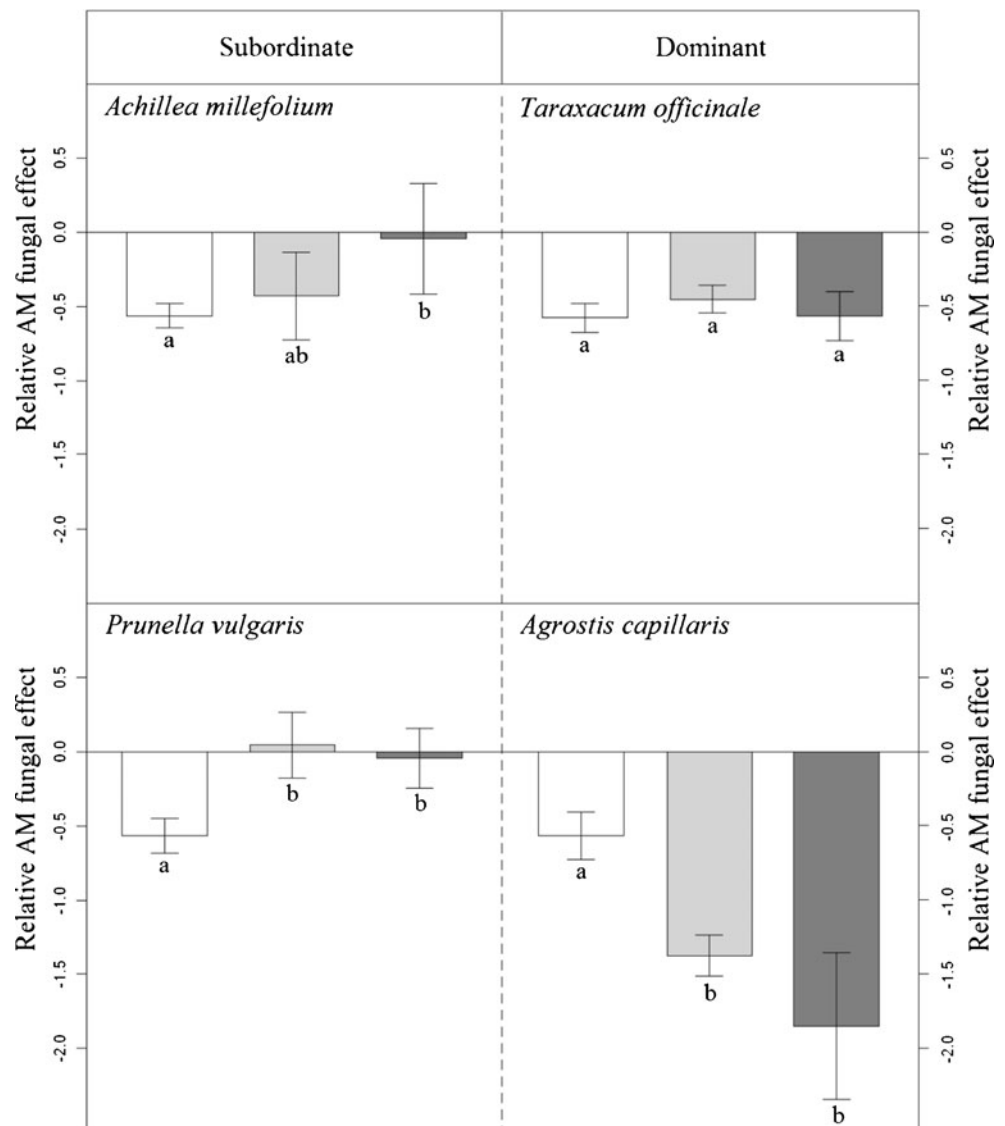 Subordinate
Dominant
Achillea millefolium
Taraxacum officinale
Relative AM fungal effect
0.5
0.0
-0.5
-1.0
-1.5
-2.0
a
ab
b
a
a
a
0.5
0.0
-0.5
-1.0
-1.5
-2.0
Relative AM fungal effect
Prunella vulgaris
Agrostis capillaris
Relative AM fungal effect
0.5
0.0
-0.5
-1.0
-1.5
-2.0
a
b
b
a
b
b
0.5
0.0
-0.5
-1.0
-1.5
-2.0
Relative AM fungal effect